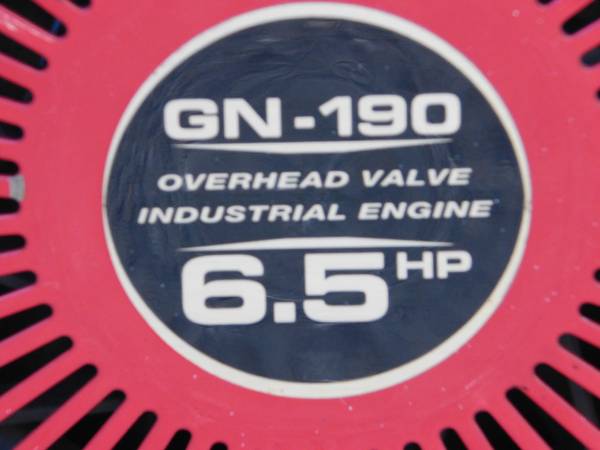 GN-190
OVERHEAD VALVE
INDUSTRIAL ENGINE
6.5 HP